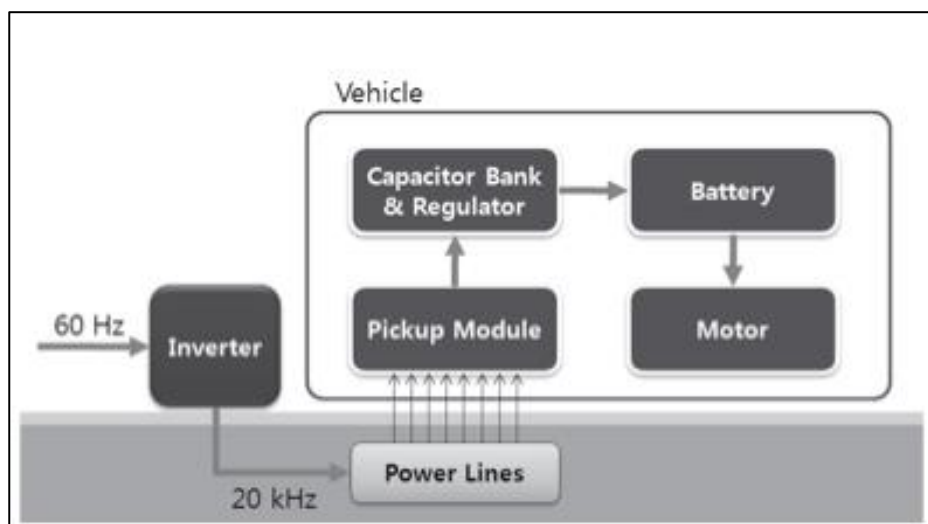 Vehicle
Capacitor Bank
& Regulator
Battery
60 Hz
Inverter
Pickup Module
Motor
Power Lines
20 kHz